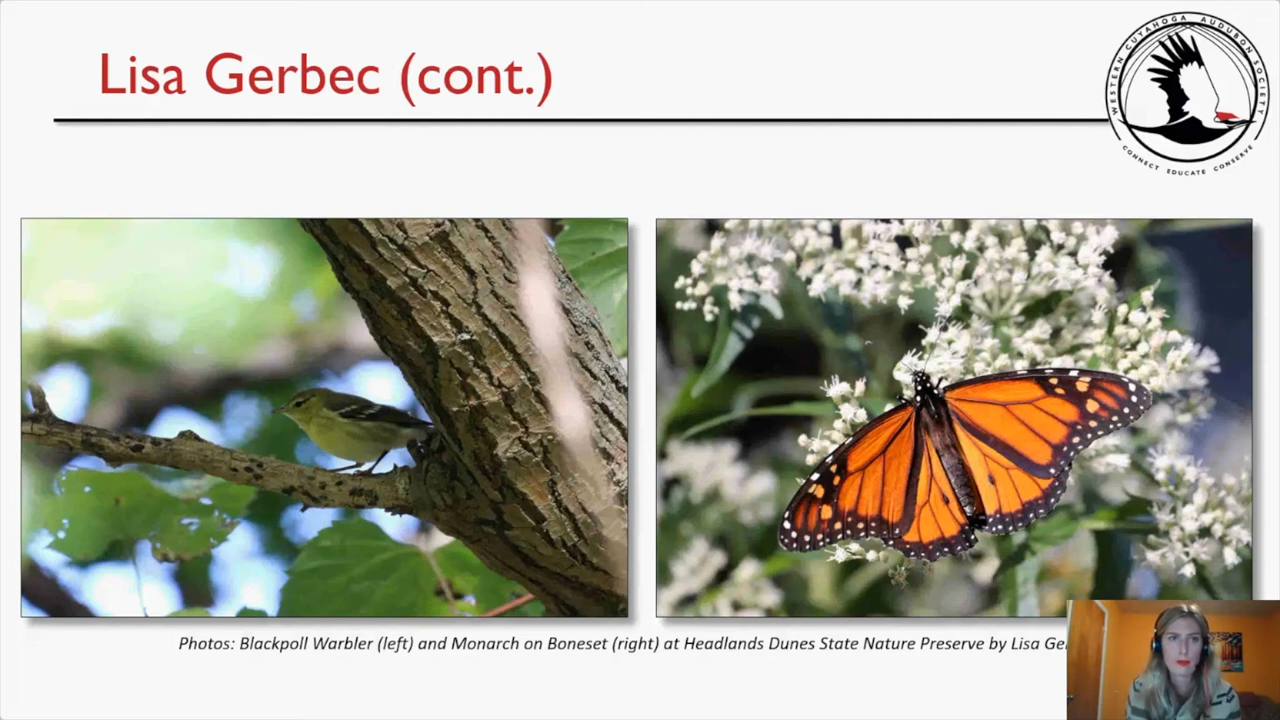 Lisa Gerbec (cont.)
WESTERN CUYAHOGA AUDUBON SOCIETY
CONNECT EDUCATE CONSERVE
Photos: Blackpoll Warbler (left) and Monarch on Boneset (right) at Headlands Dunes State Nature Preserve by Lisa Ge